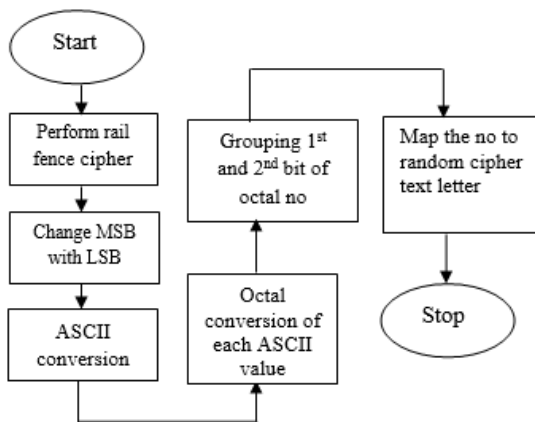 Start
Perform rail
fence cipher
Change MSB
with LSB
ASCII
conversion
Octal
conversion of
each ASCII
value
Grouping 1st
and 2nd bit of
octal no
Map the no to
random cipher
text letter
Stop